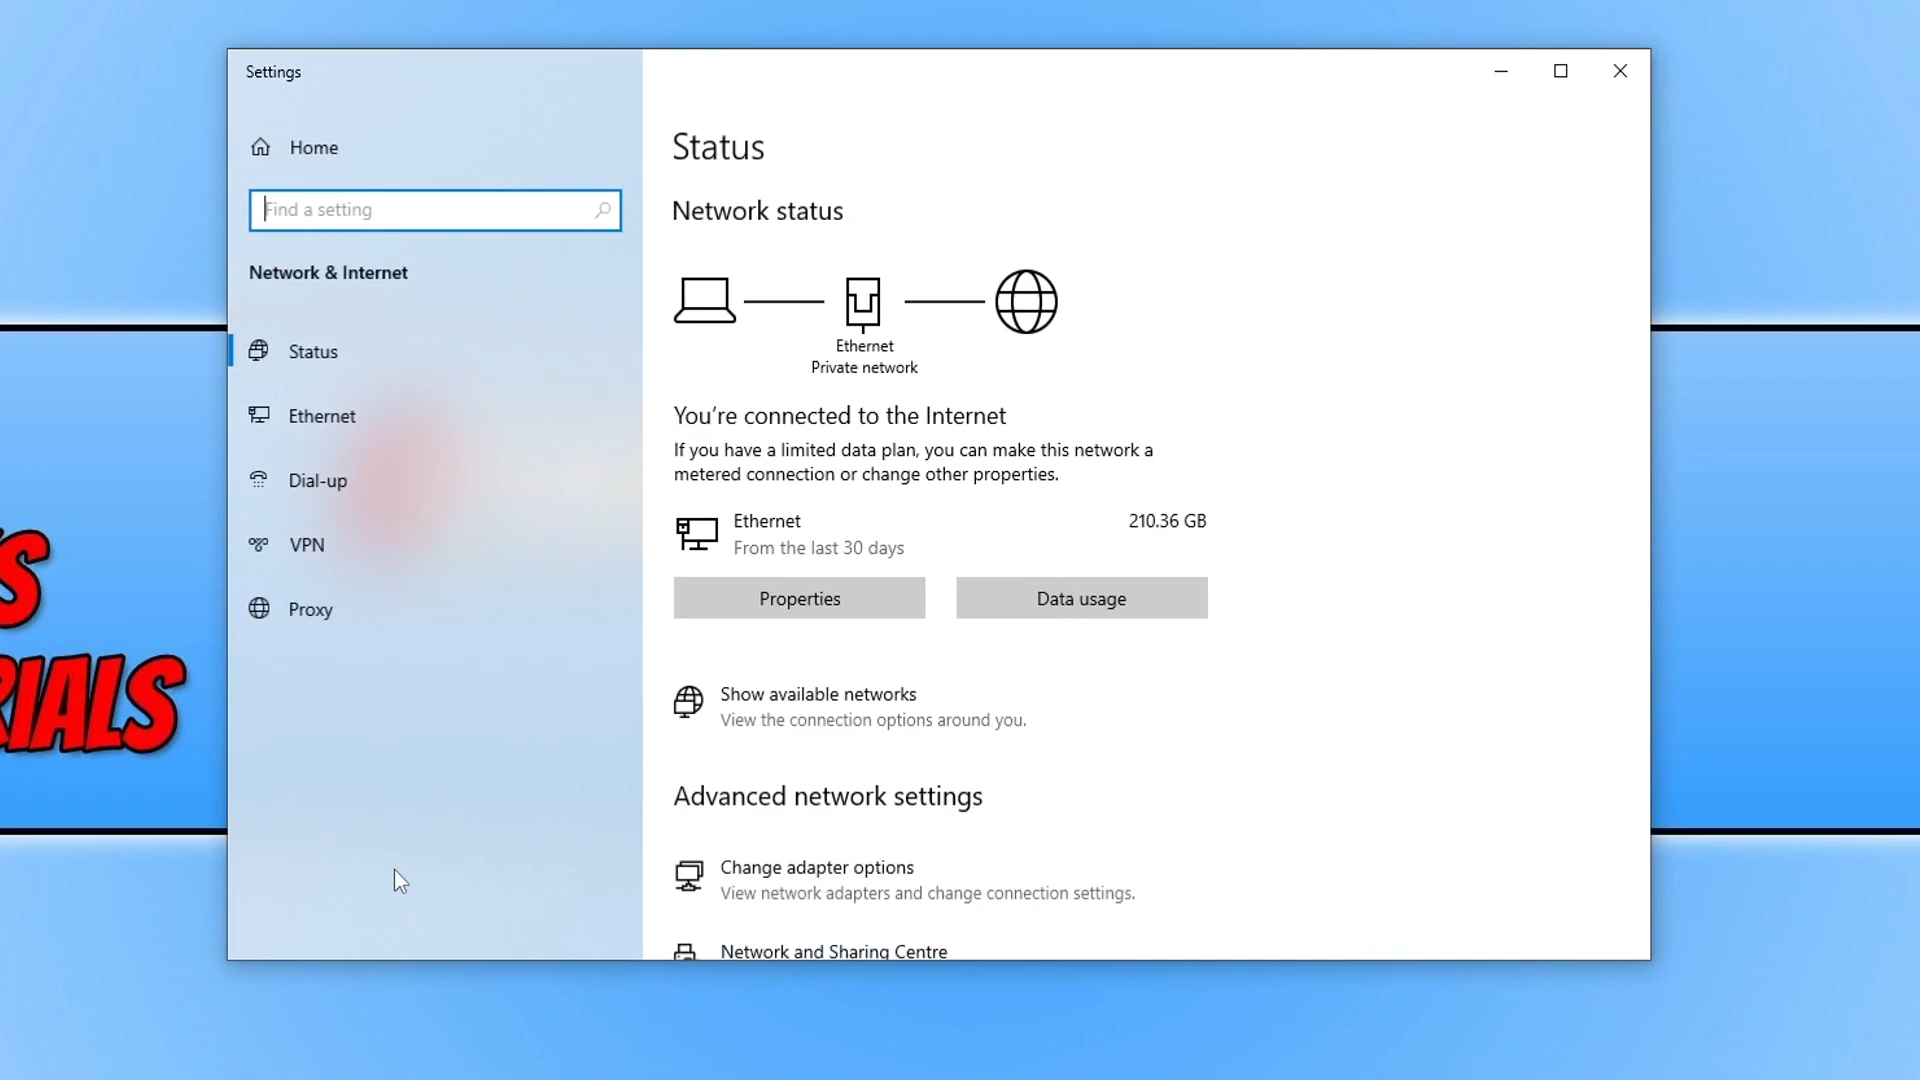 Settings
Home
Find a setting
Network & Internet
Status
Ethernet
Dial-up
VPN
Proxy
Status
Network status
Ethernet
Private network
You’re connected to the Internet
If you have a limited data plan, you can make this network a
metered connection or change other properties.
Ethernet
210.36 GB
From the last 30 days
Properties
Data usage
Show available networks
View the connection options around you.
Advanced network settings
Change adapter options
View network adapters and change connection settings.
Network and Sharing Centre